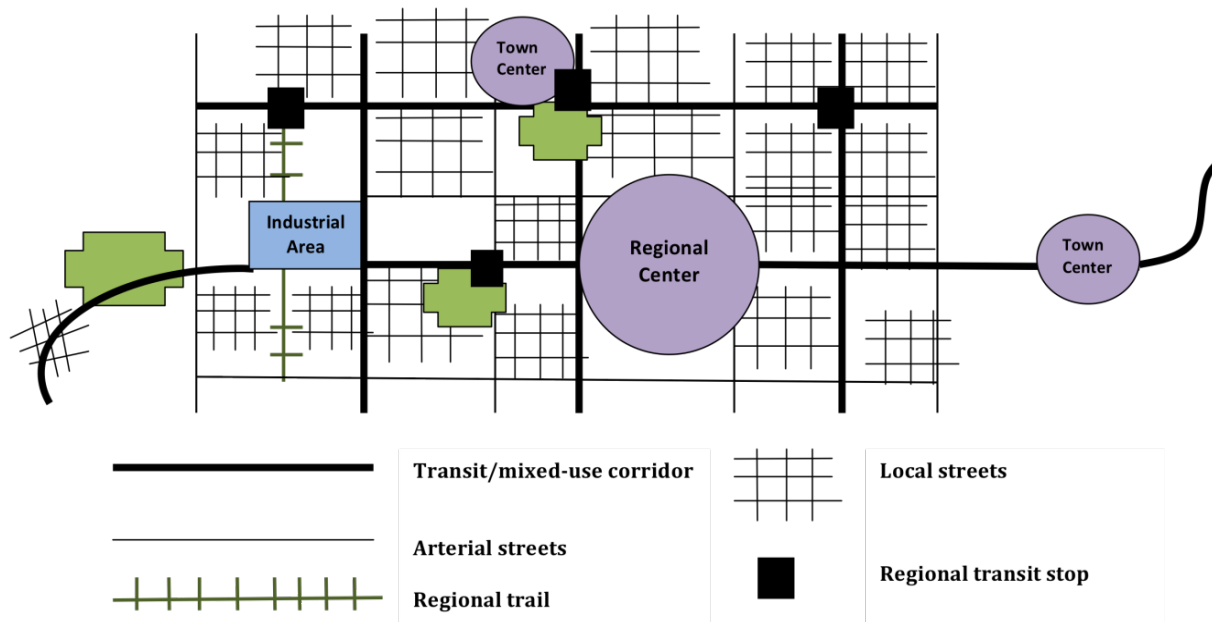 Town
Center
Industrial
Area
Regional
Center
Town
Center
Transit/mixed-use corridor
Local streets
Arterial streets
Regional transit stop
Regional trail